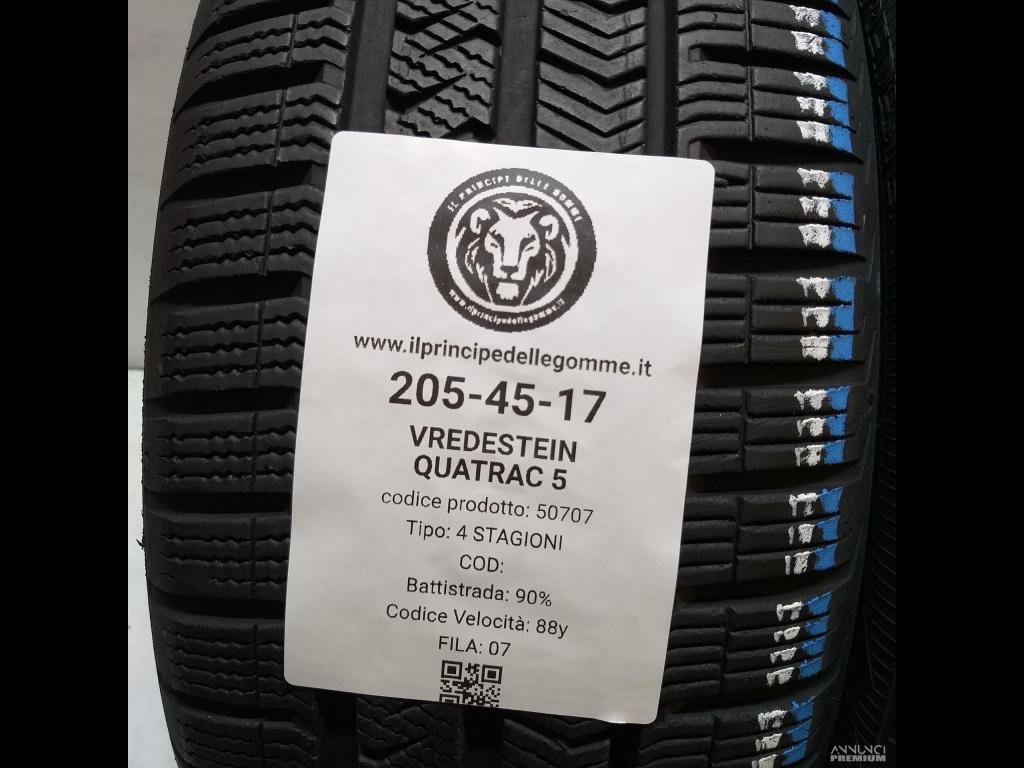 IL PRINCIPE DELLE GOMME
www.ilprincipedellegomme.it
www.ilprincipedellegomme.it
205-45-17
VREDESTEIN
QUATRAC 5
codice prodotto: 50707
Tipo: 4 STAGIONI
COD:
Battistrada: 90%
Codice Velocità: 88y
FILA: 07
ANNUNCI
PREMIUM